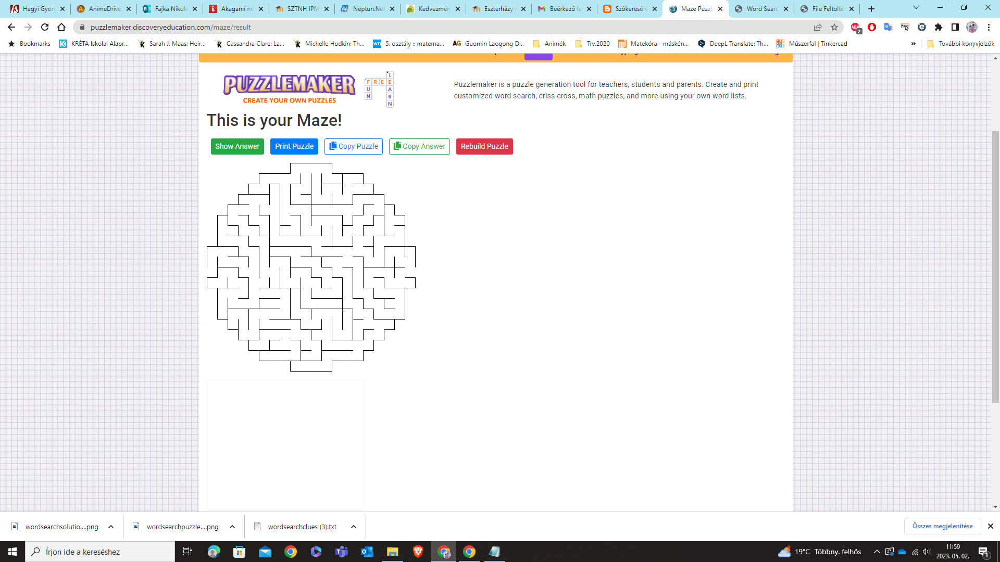 Hegyi Györg
AnimeDrive
Fajka Nikole
Akagami no
SZTNH IPM
Neptun.Net
Kedvezmén
Eszterházy
Beérkező le
Szókereső é
Maze Puzzl
Word Searc
File Feltölté
puzzlemaker.discoveryeducation.com/maze/result
ABP
2
Bookmarks
KRÉTA Iskolai Alapr...
Sarah J. Maas: Heir...
Cassandra Clare: La...
Michelle Hodkin: Th...
wn 5. osztály :: matema...
AG Guomin Laogong D...
Animék
Trv.2020
Matekóra - máskén...
DeepL Translate: Th...
Műszerfal | Tinkercad
»
További könyvjelzők
PUZZLEMAKER
CREATE YOUR OWN PUZZLES
FREE
FUN
LEARN
Puzzlemaker is a puzzle generation tool for teachers, students and parents. Create and print
customized word search, criss-cross, math puzzles, and more-using your own word lists.
This is your Maze!
Show Answer
Print Puzzle
Copy Puzzle
Copy Answer
Rebuild Puzzle
wordsearchsolutio....png
wordsearchpuzzle....png
wordsearchclues (3).txt
Összes megjelenítése
Írjon ide a kereséshez
19°C Többny. felhős
11:59
2023. 05. 02.
1